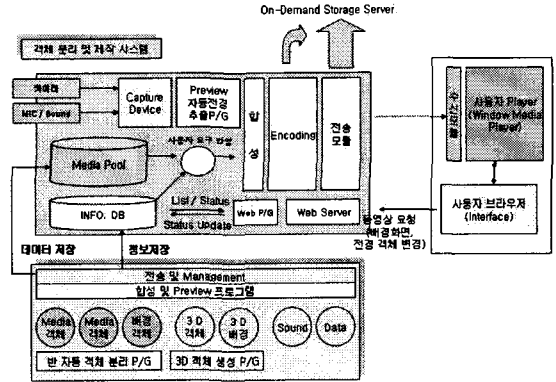 On-Demand Storage Server
객체 분리 및 제작 시스템
카메라
MIC / Sound
Capture
Device
Preview
자동전경
추출P/G
합
성
Encoding
전송
모듈
수신모듈
사용자 Player
(Window Media
Player)
사용자 요구 반영
Media Pool
INFO. DB
List / Status
Status Update
Web P/G
Web Server
사용자 브라우저
(Interface)
동영상 요청
(배경화면,
전경 객체 변경)
데이터 저장
정보저장
전송 및 Management
합성 및 Preview 프로그램
Media
객체
Media
객체
배경
객체
3 D
객체
3 D
배경
Sound
Data
반 자동 객체 분리 P/G
3D 객체 생성 P/G